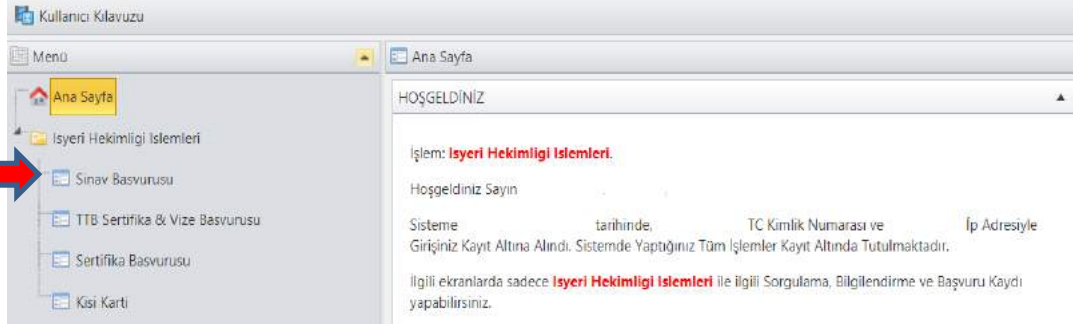 Kullanıcı Kılavuzu
Menü
Ana Sayfa
Ana Sayfa
Isyeri Hekimligi Islemleri
Sinav Basvurusu
TTB Sertifika & Vize Basvurusu
Sertifika Basvurusu
Kisi Karti
HOŞGELDİNİZ
İşlem: Isyeri Hekimligi Islemleri.
Hoşgeldiniz Sayın
Sisteme tarihinde, TC Kimlik Numarası ve İp Adresiyle
Girişiniz Kayıt Altına Alındı. Sistemde Yaptığınız Tüm İşlemler Kayıt Altında Tutulmaktadır.
İlgili ekranlarda sadece Isyeri Hekimligi Islemleri ile ilgili Sorgulama, Bilgilendirme ve Başvuru Kaydı
yapabilirsiniz.